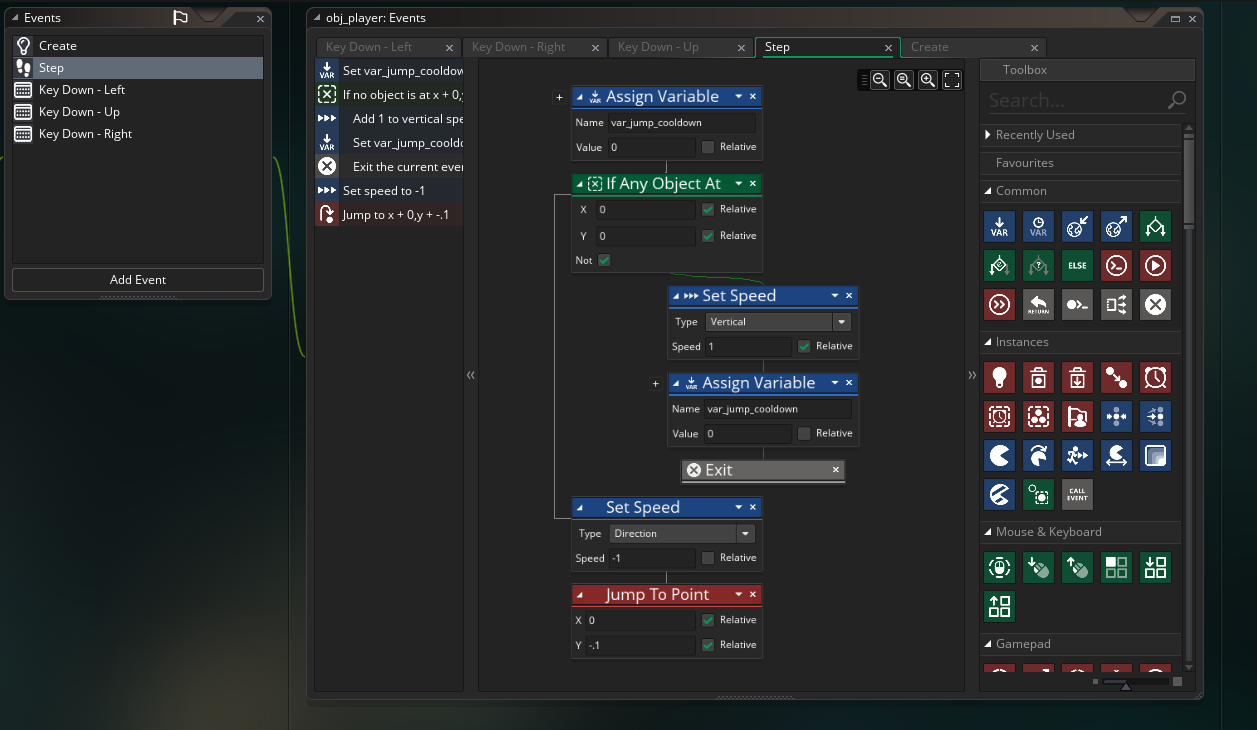 Events
Create
Step
Key Down - Left
Key Down - Up
Key Down - Right
Add Event
obj_player: Events
Key Down - Left
Key Down - Right
Key Down - Up
Step
Create
VAR Set var_jump_cooldow
If no object is at x + 0,y
Add 1 to vertical spe
VAR Set var_jump_cooldo
Exit the current ever
Set speed to -1
Jump to x + 0,y + -.1
VAR Assign Variable
Name var_jump_cooldown
Value 0 Relative
If Any Object At
X 0 Relative
Y 0 Relative
Not
Set Speed
Type Vertical
Speed 1 Relative
VAR Assign Variable
Name var_jump_cooldown
Value 0 Relative
Exit
Set Speed
Type Direction
Speed -1 Relative
Jump To Point
X 0 Relative
Y -.1 Relative
Toolbox
Search...
Recently Used
Favourites
Common
VAR
VAR
ELSE
RETURN
Instances
CALL
EVENT
Mouse & Keyboard
Gamepad